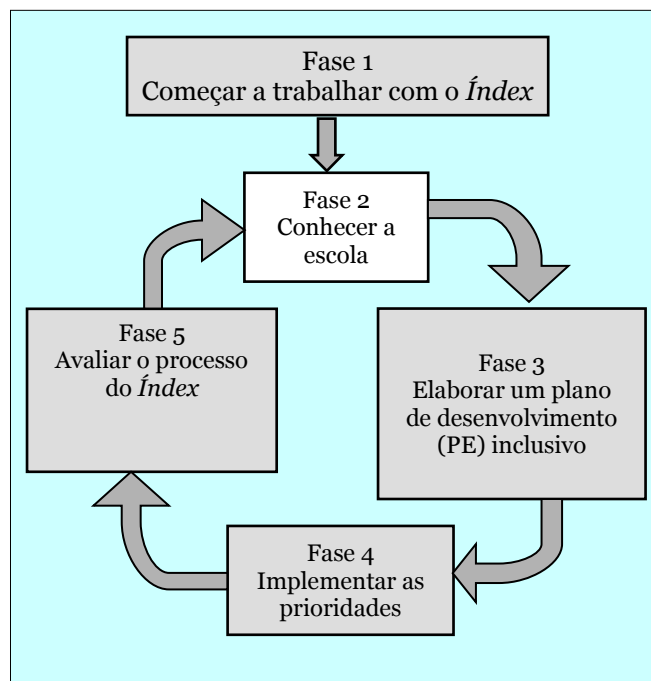 Fase 1
Começar a trabalhar com o Índex
Fase 2
Conhecer a
escola
Fase 3
Elaborar um plano
de desenvolvimento
(PE) inclusivo
Fase 4
Implementar as
prioridades
Fase 5
Avaliar o processo
do Índex